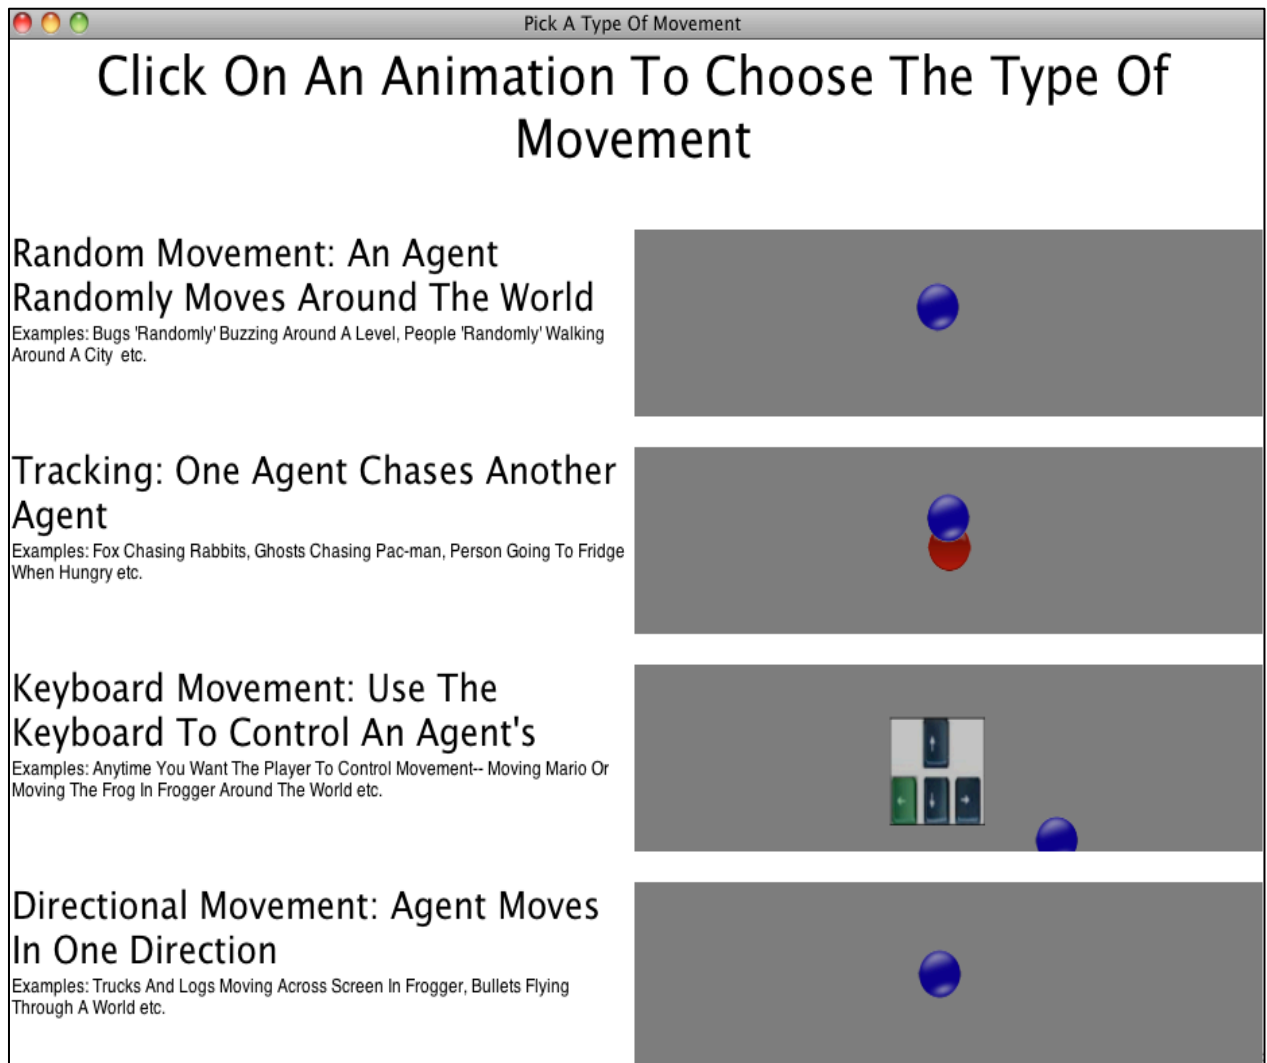 Pick A Type Of Movement
Click On An Animation To Choose The Type Of
Movement
Random Movement: An Agent
Randomly Moves Around The World
Examples: Bugs 'Randomly' Buzzing Around A Level, People 'Randomly' Walking
Around A City  etc.
Tracking: One Agent Chases Another
Agent
Examples: Fox Chasing Rabbits, Ghosts Chasing Pac-man, Person Going To Fridge
When Hungry etc.
Keyboard Movement: Use The
Keyboard To Control An Agent's
Examples: Anytime You Want The Player To Control Movement-- Moving Mario Or
Moving The Frog In Frogger Around The World etc.
Directional Movement: Agent Moves
In One Direction
Examples: Trucks And Logs Moving Across Screen In Frogger, Bullets Flying
Through A World etc.